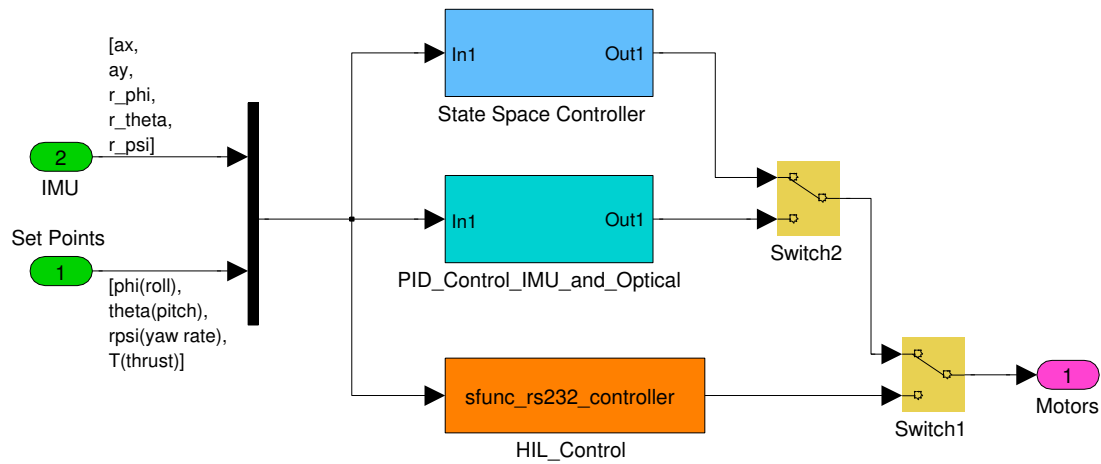 [ax,
ay,
r_phi,
r_theta,
r_psi]
2
IMU
Set Points
1
[phi(roll),
theta(pitch),
rpsi(yaw rate),
T(thrust)]
In1
Out1
State Space Controller
In1
Out1
PID_Control_IMU_and_Optical
sfunc_rs232_controller
HIL_Control
Switch2
Switch1
1
Motors